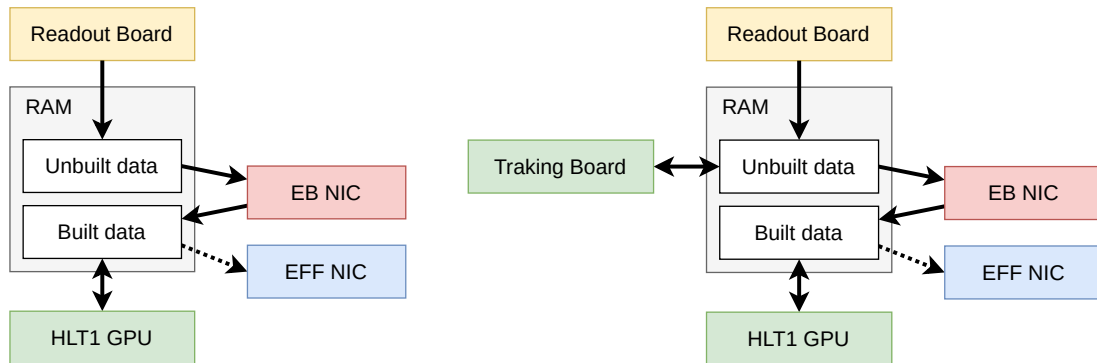 Readout Board
RAM
Unbuilt data
EB NIC
Built data
EFF NIC
HLT1 GPU
Readout Board
RAM
Traking Board
Unbuilt data
EB NIC
Built data
EFF NIC
HLT1 GPU